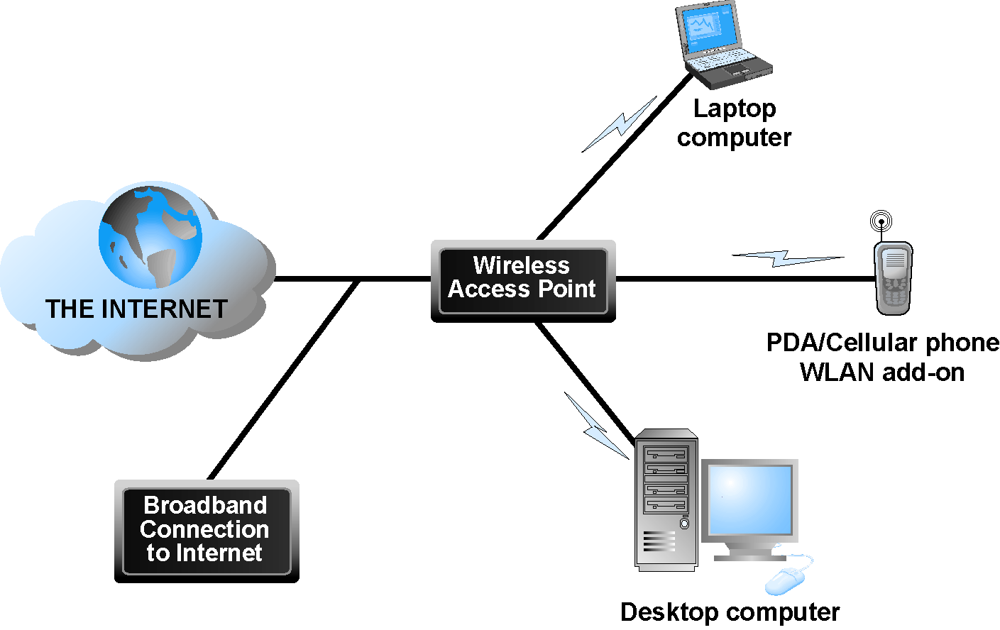 Laptop
computer
THE INTERNET
Wireless
Access Point
PDA/Cellular phone
WLAN add-on
Broadband
Connection
to Internet
Desktop computer